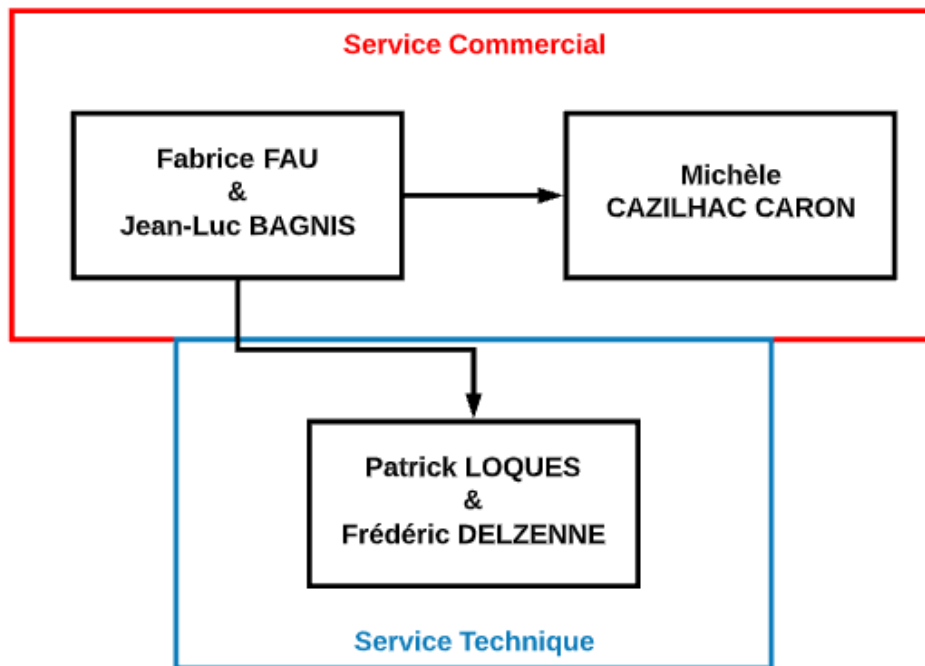 Service Commercial
Fabrice FAU
&
Jean-Luc BAGNIS
Michèle
CAZILHAC CARON
Patrick LOQUES
&
Frédéric DELZENNE
Service Technique